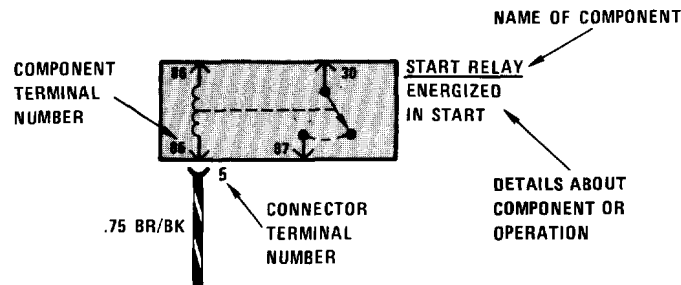 NAME OF COMPONENT
COMPONENT
TERMINAL
NUMBER
86
30
START RELAY
ENERGIZED
IN START
87
5
DETAILS ABOUT
COMPONENT OR
OPERATION
.75 BR/BK
CONNECTOR
TERMINAL
NUMBER